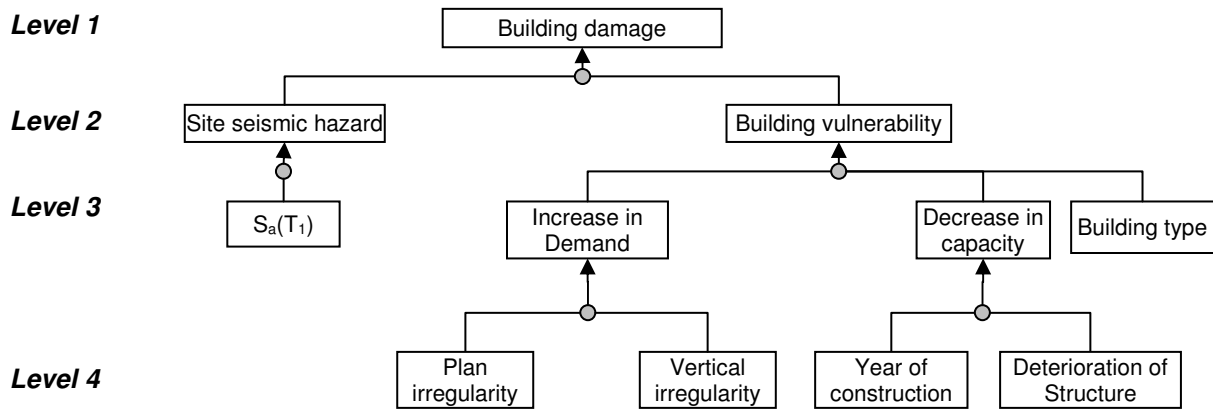 Level 1
Building damage
Level 2
Site seismic hazard
Building vulnerability
Level 3
Sₐ(T₁)
Increase in
Demand
Decrease in
capacity
Building type
Level 4
Plan
irregularity
Vertical
irregularity
Year of
construction
Deterioration of
Structure